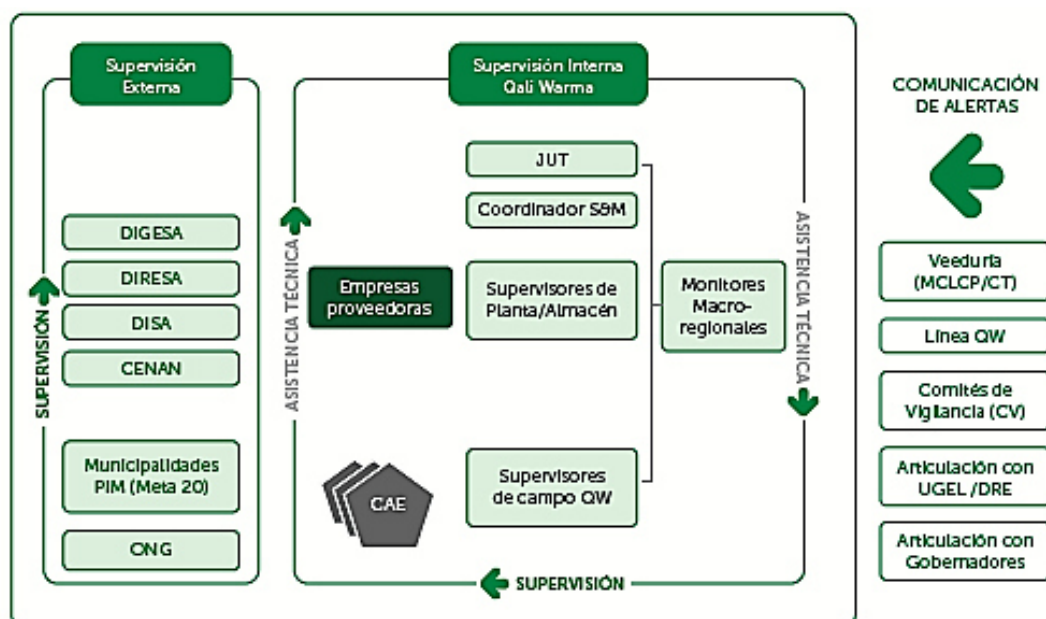 Supervisión
Externa
SUPERVISIÓN
DIGESA
DIRESA
DISA
CENAN
Municipalidades
PIM (Meta 20)
ONG
Supervisión Interna
Qali Warma
ASISTENCIA TÉCNICA
JUT
Coordinador S&M
Empresas
proveedoras
Supervisores de
Planta/Almacén
Monitores
Macro-
regionales
CAE
Supervisores
de campo QW
ASISTENCIA TÉCNICA
SUPERVISIÓN
COMUNICACIÓN
DE ALERTAS
Veeduría
(MCLCP/CT)
Línea QW
Comités de
Vigilancia (CV)
Articulación con
UGEL /DRE
Articulación con
Gobernadores